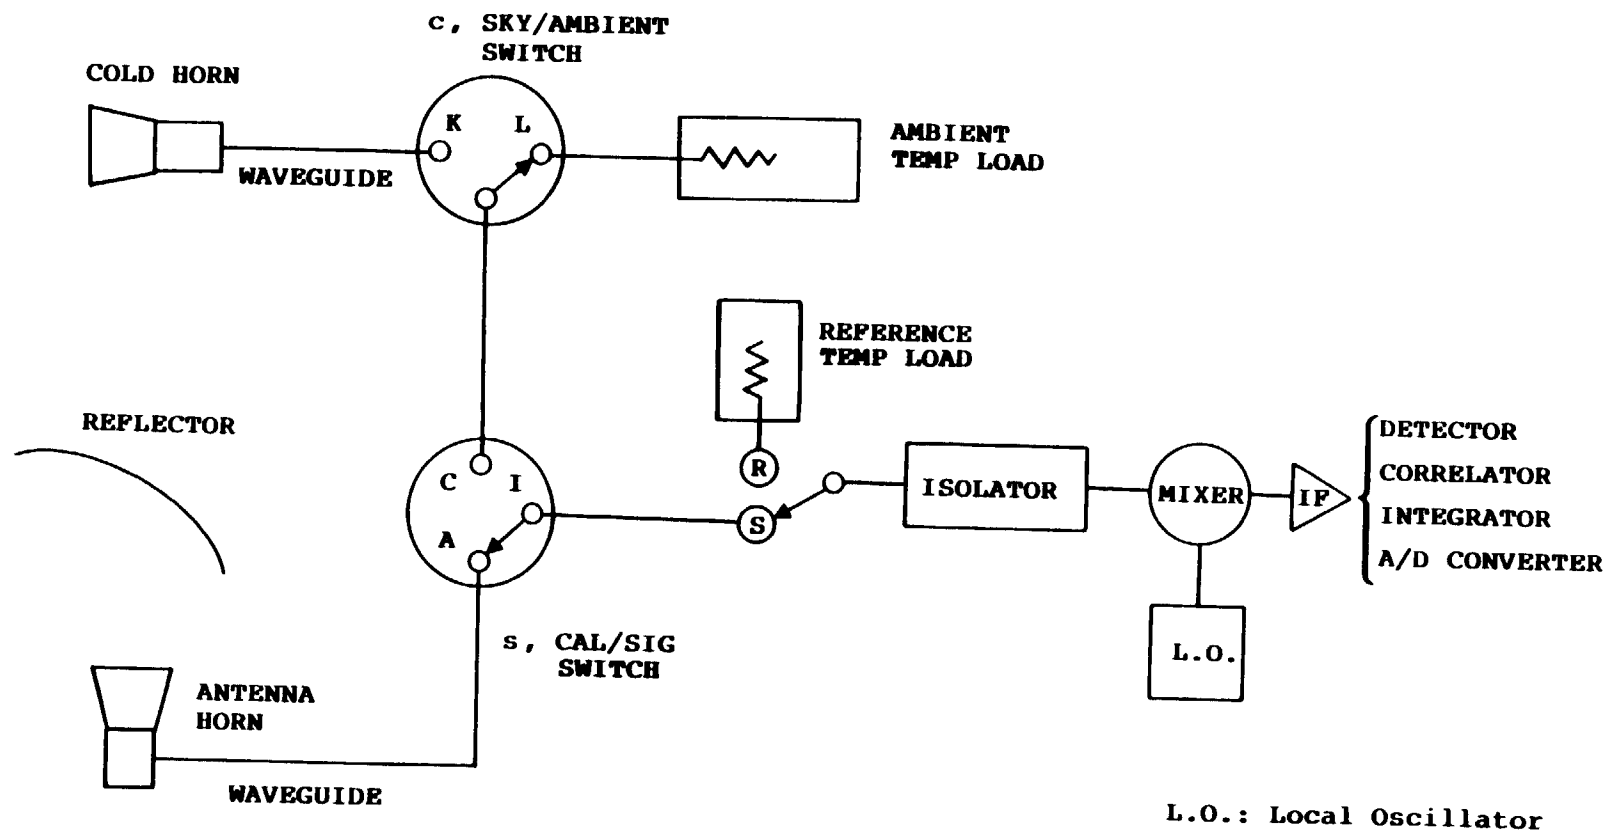 c, SKY/AMBIENT
SWITCH
COLD HORN
K
L
WAVEGUIDE
AMBIENT
TEMP LOAD
REFERENCE
TEMP LOAD
REFLECTOR
C
I
A
R
S
ISOLATOR
MIXER
IF
DETECTOR
CORRELATOR
INTEGRATOR
A/D CONVERTER
s, CAL/SIG
SWITCH
L.O.
ANTENNA
HORN
WAVEGUIDE
L.O.: Local Oscillator